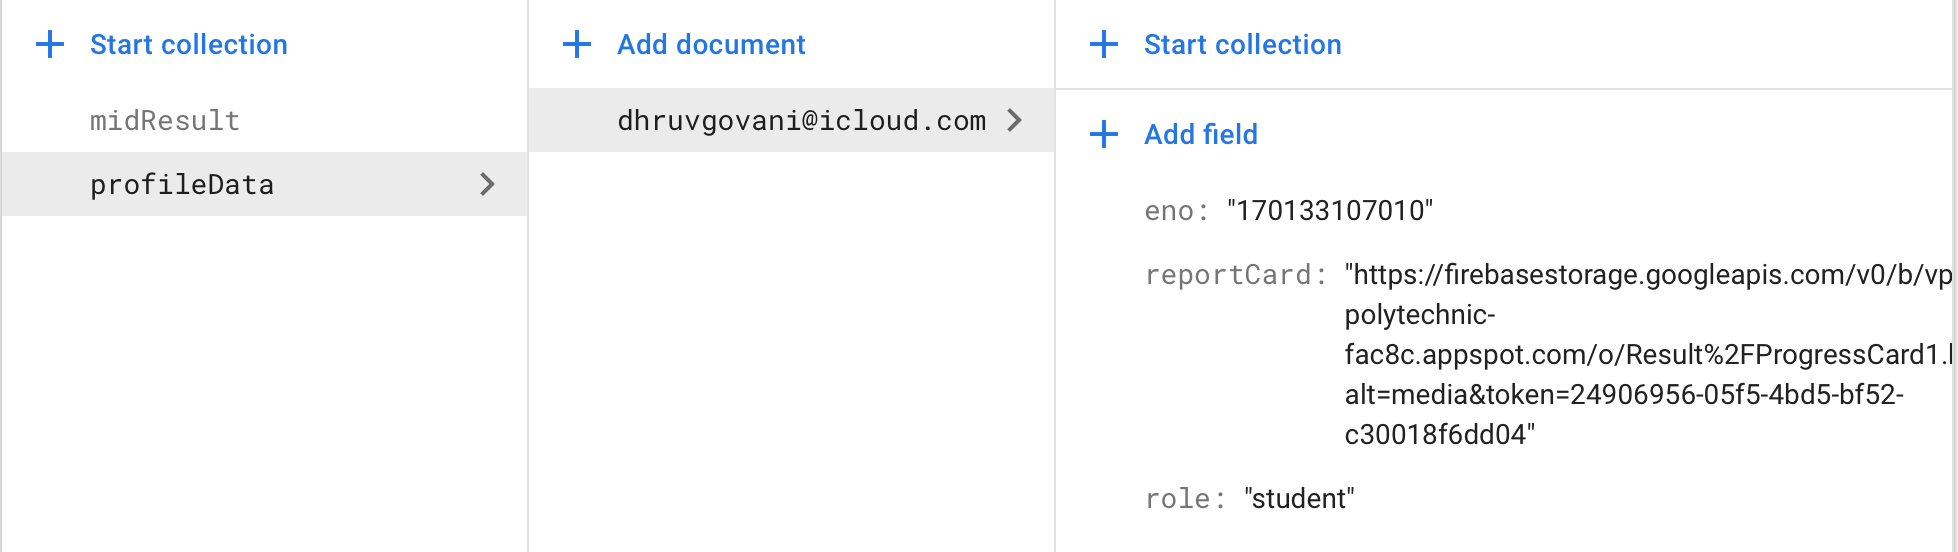 Start collection
midResult
profileData
Add document
dhruvgovani@icloud.com
Start collection
Add field
eno: "170133107010"
reportCard: "https://firebasestorage.googleapis.com/v0/b/vp
polytechnic-
fac8c.appspot.com/o/Result%2FProgressCard1.
alt=media&token=24906956-05f5-4bd5-bf52-
c30018f6dd04"
role: "student"